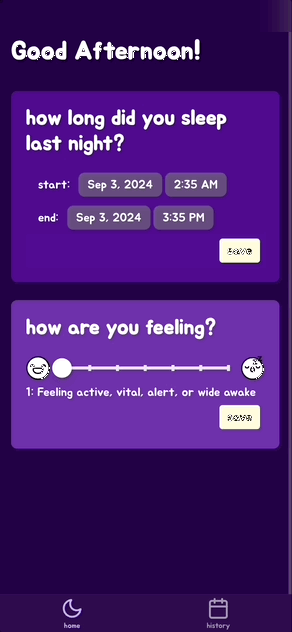 Good Afternoon!
how long did you sleep
last night?
start: Sep 3, 2024 2:35 AM
end: Sep 3, 2024 3:35 PM
save
how are you feeling?
1: Feeling active, vital, alert, or wide awake
save
home history